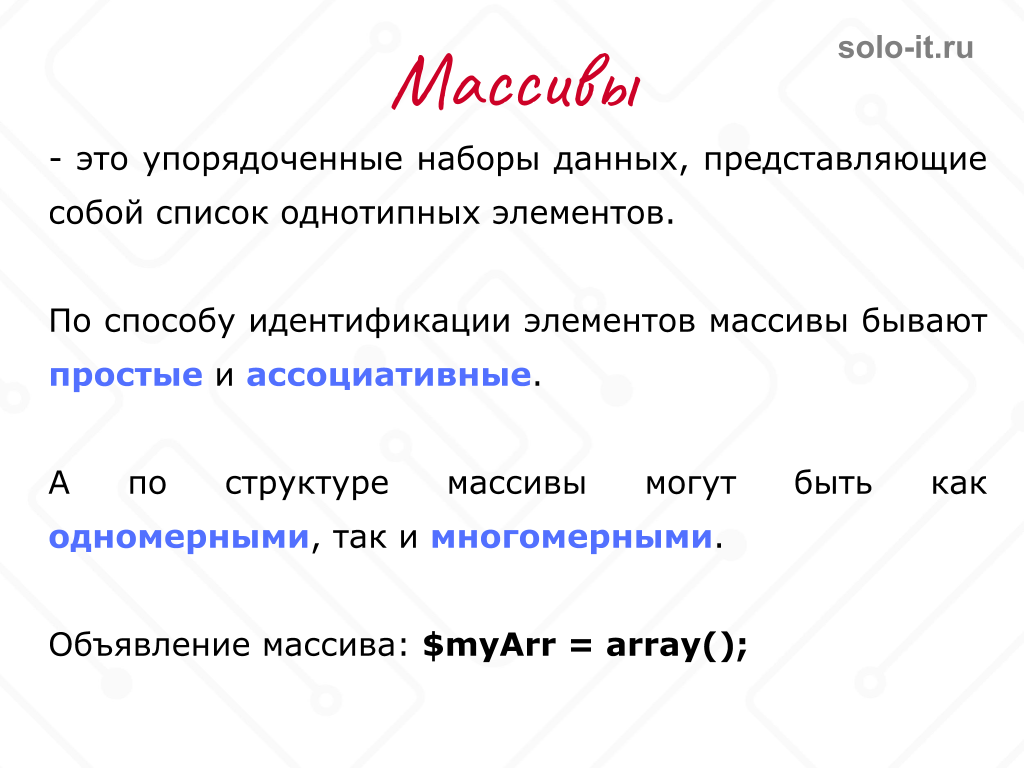 solo-it.ru
Массивы
- это упорядоченные наборы данных, представляющие
собой список однотипных элементов.
По способу идентификации элементов массивы бывают
простые и ассоциативные.
А по структуре массивы могут быть как
одномерными, так и многомерными.
Объявление массива: $myArr = array();